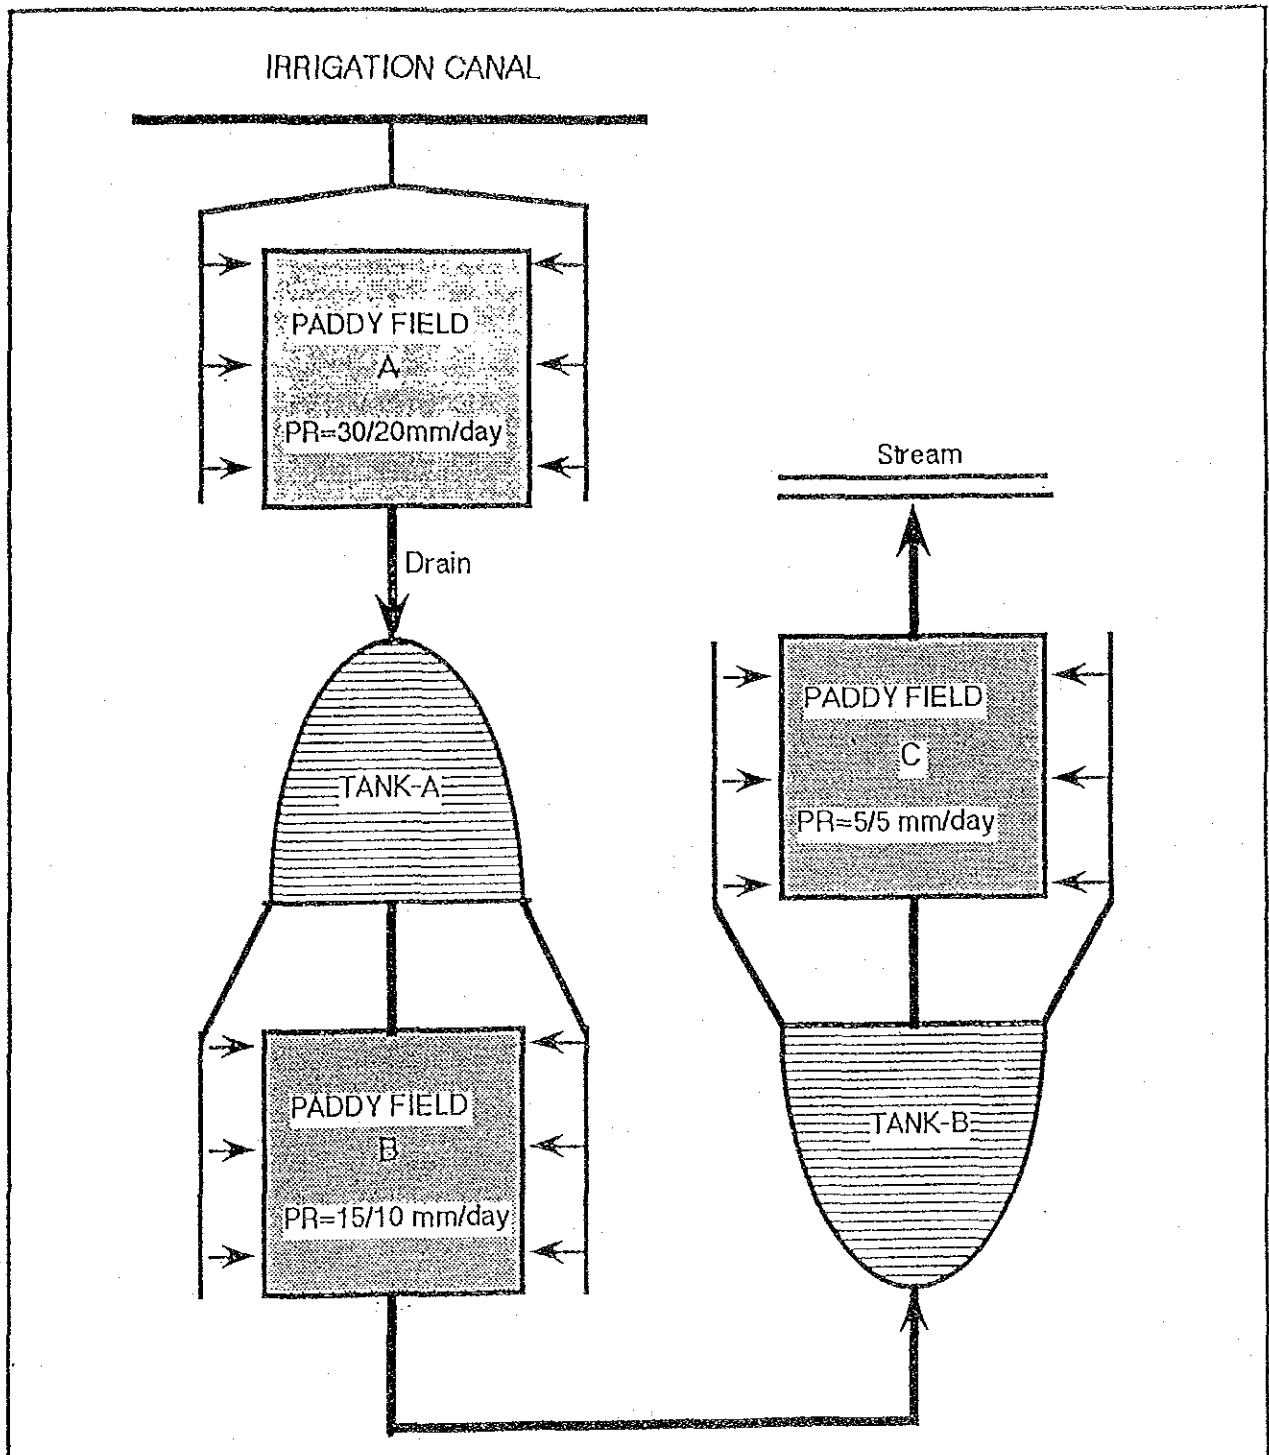 IRRIGATION CANAL
PADDY FIELD
A
PR=30/20mm/day
Drain
TANK-A
PADDY FIELD
B
PR=15/10 mm/day
Stream
PADDY FIELD
C
PR=5/5 mm/day
TANK-B